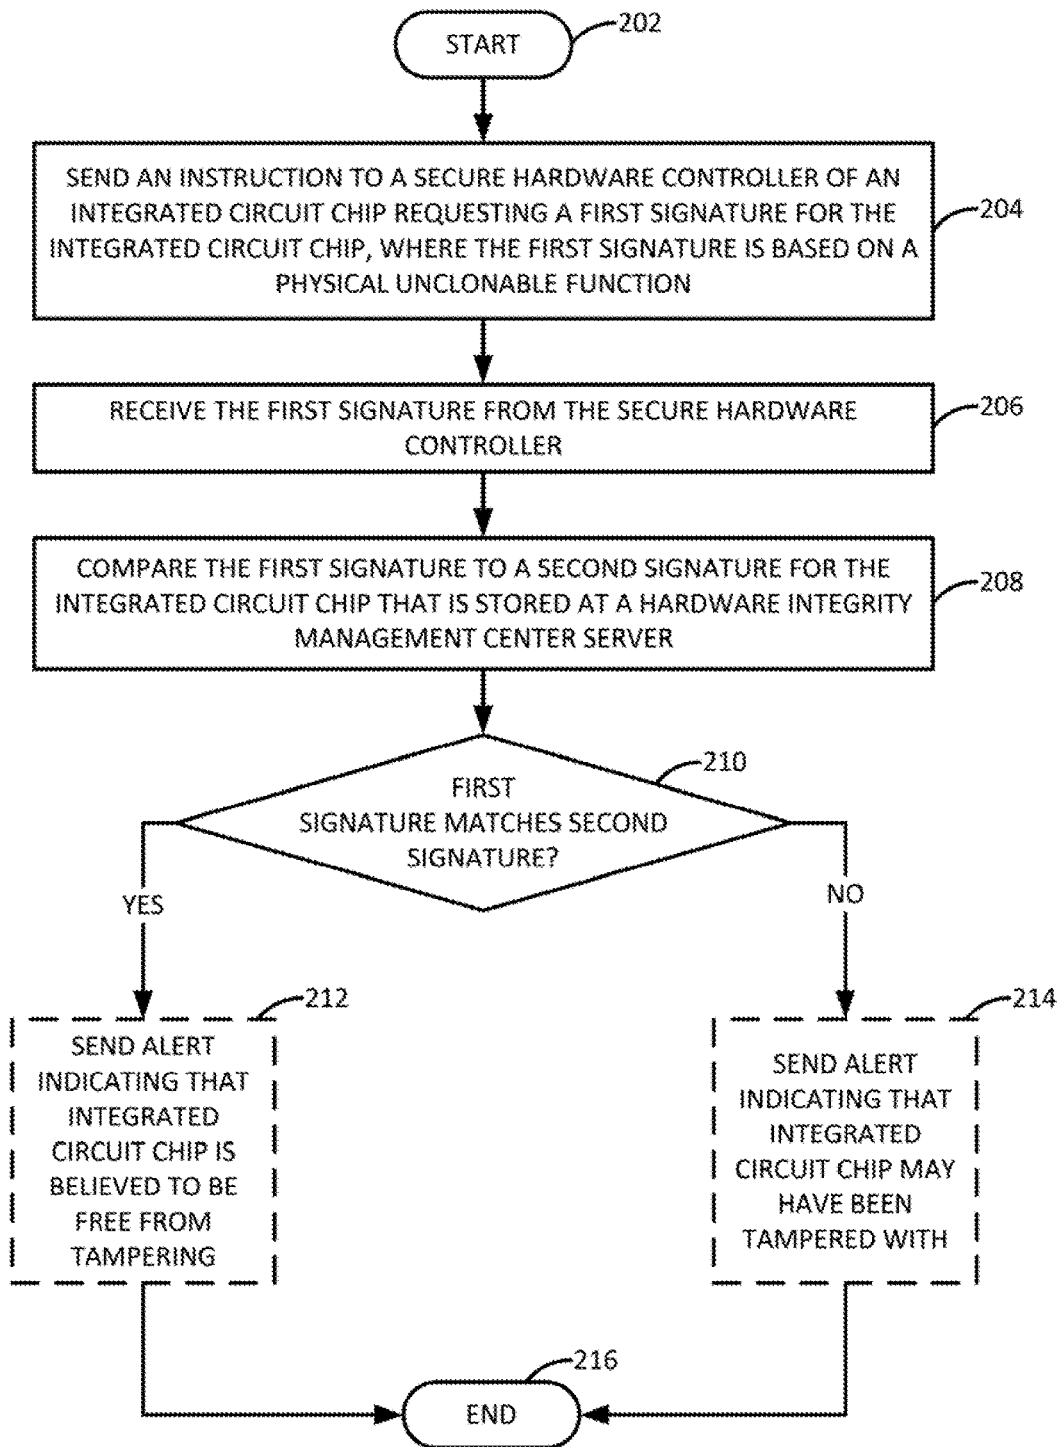 START
202
SEND AN INSTRUCTION TO A SECURE HARDWARE CONTROLLER OF AN
INTEGRATED CIRCUIT CHIP REQUESTING A FIRST SIGNATURE FOR THE
INTEGRATED CIRCUIT CHIP, WHERE THE FIRST SIGNATURE IS BASED ON A
PHYSICAL UNCLONABLE FUNCTION
204
RECEIVE THE FIRST SIGNATURE FROM THE SECURE HARDWARE
CONTROLLER
206
COMPARE THE FIRST SIGNATURE TO A SECOND SIGNATURE FOR THE
INTEGRATED CIRCUIT CHIP THAT IS STORED AT A HARDWARE INTEGRITY
MANAGEMENT CENTER SERVER
208
FIRST
SIGNATURE MATCHES SECOND
SIGNATURE?
210
YES
NO
212
SEND ALERT
INDICATING THAT
INTEGRATED
CIRCUIT CHIP IS
BELIEVED TO BE
FREE FROM
TAMPERING
214
SEND ALERT
INDICATING THAT
INTEGRATED
CIRCUIT CHIP MAY
HAVE BEEN
TAMPERED WITH
216
END